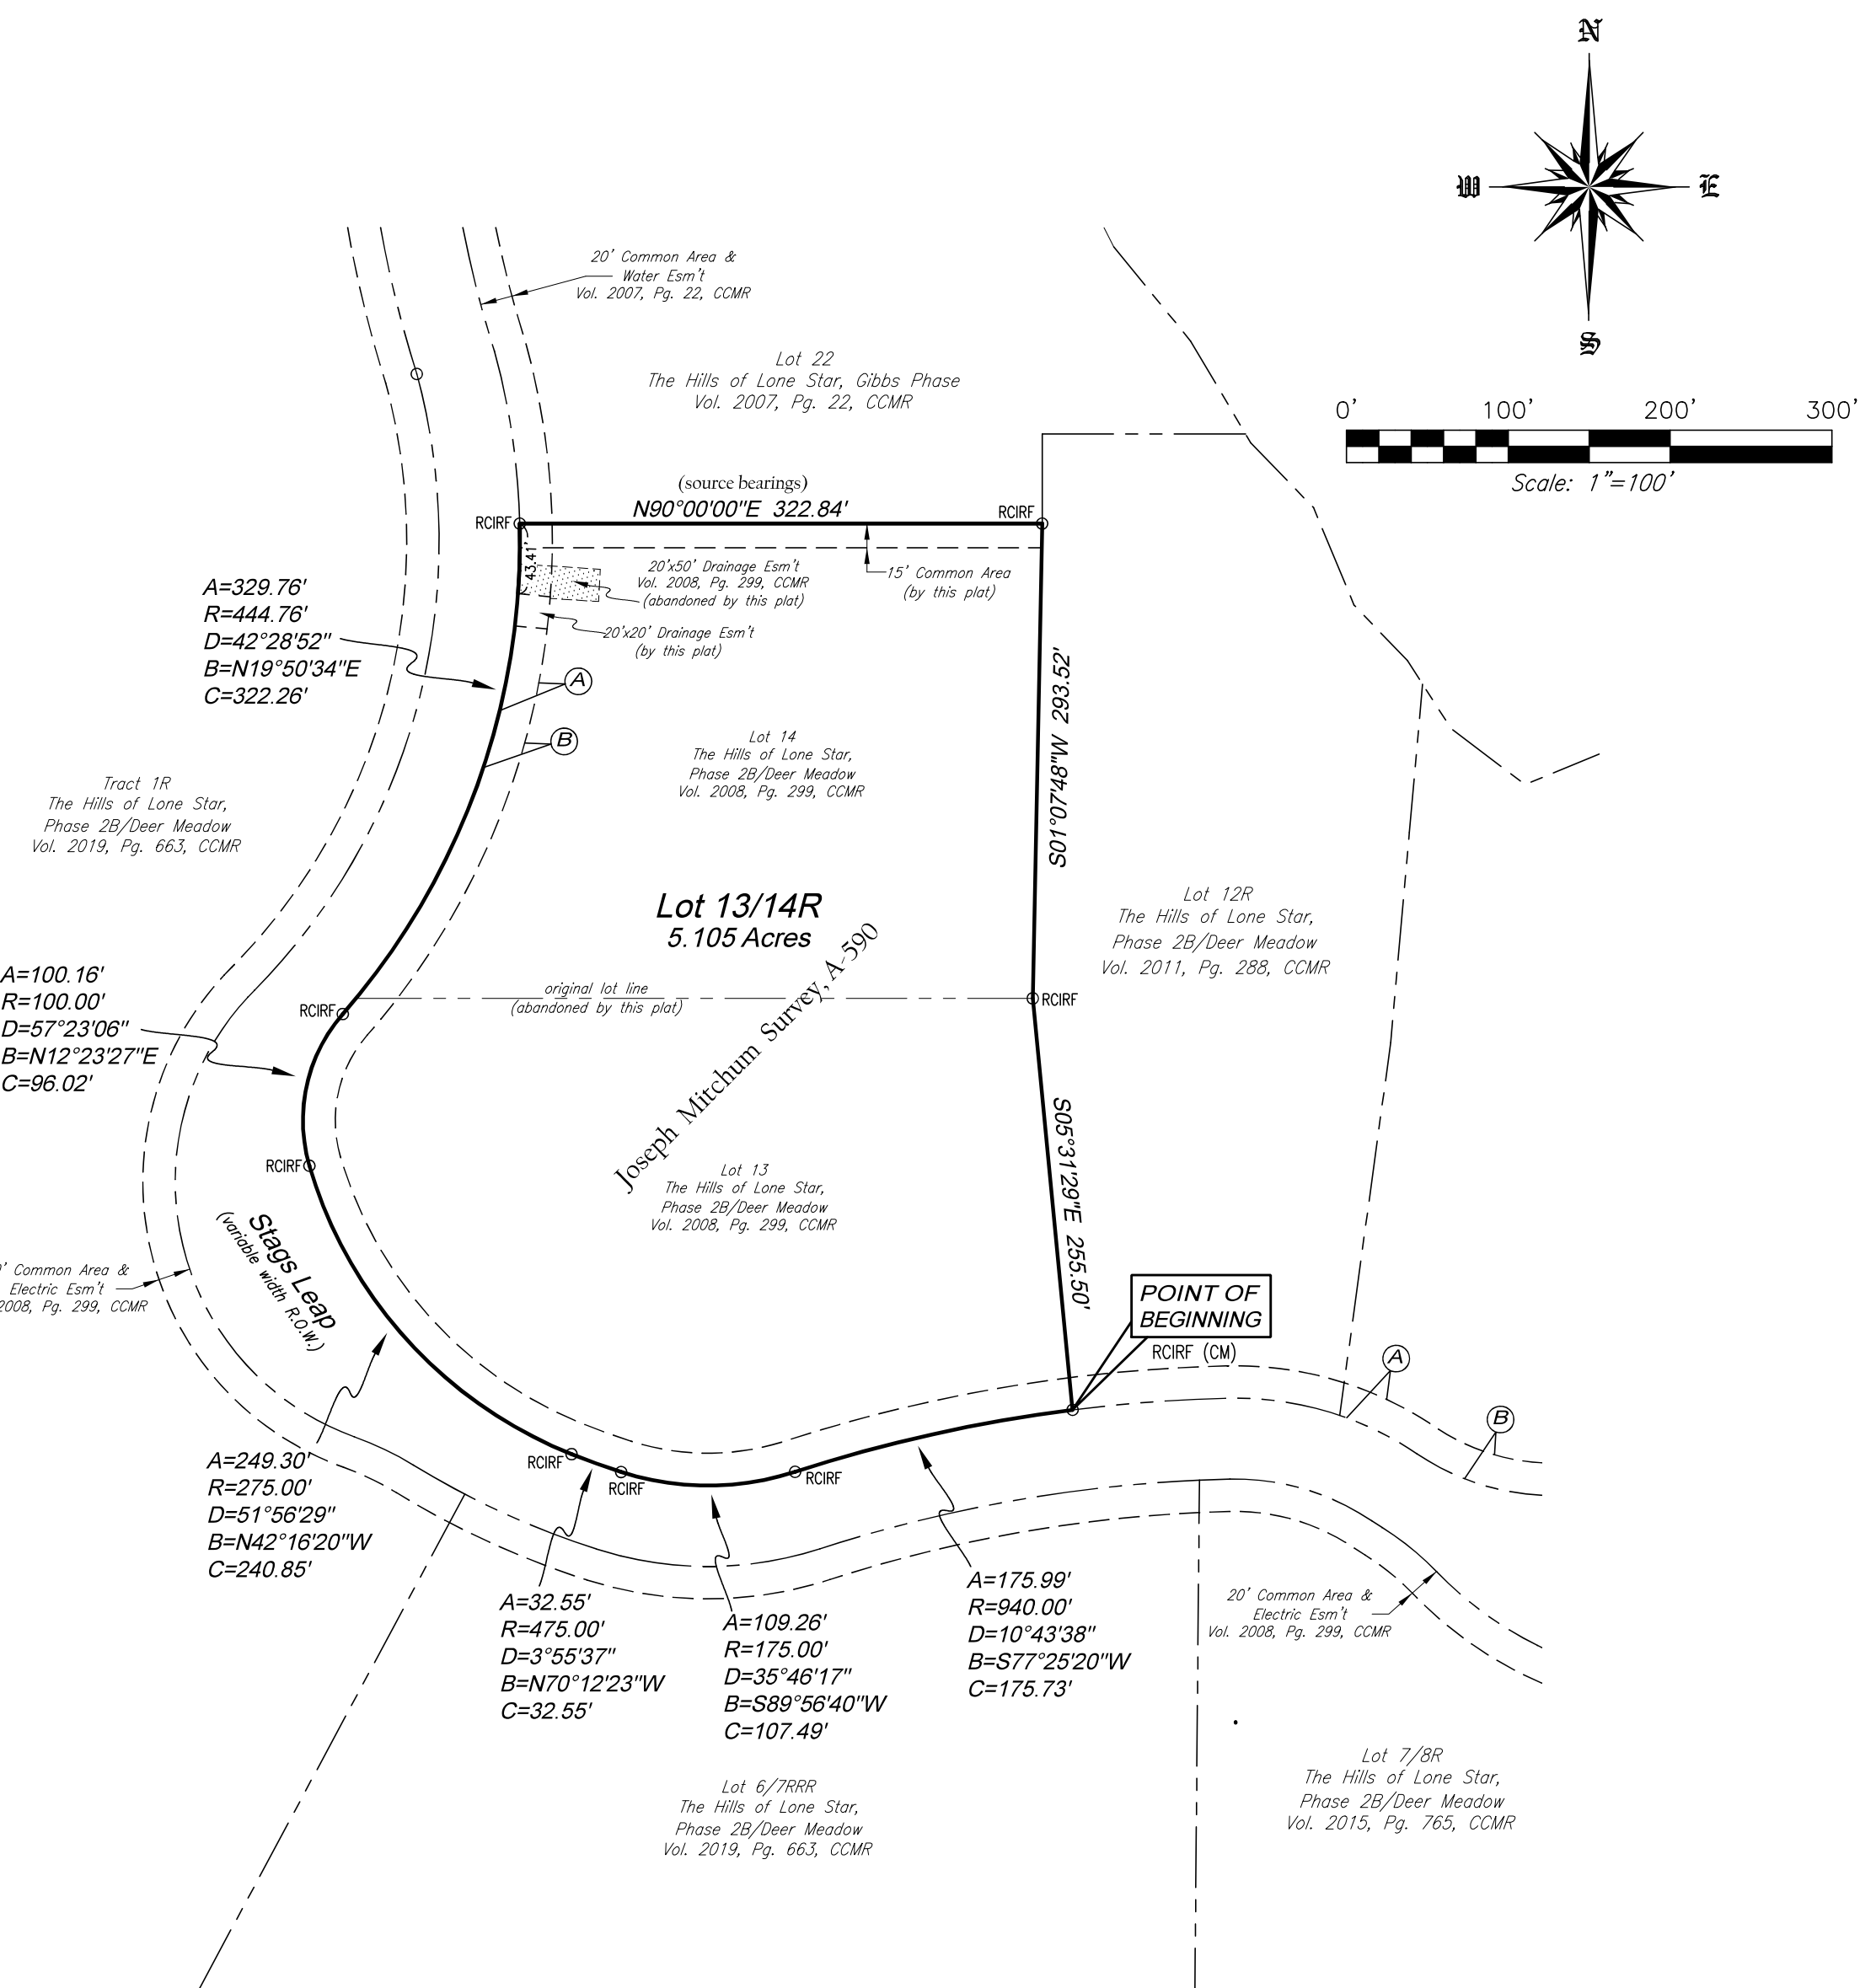 N
W
E
S
0' 100' 200' 300'
Scale: 1"=100'
20' Common Area &
Water Esm't
Vol. 2007, Pg. 22, CCMR
Lot 22
The Hills of Lone Star, Gibbs Phase
Vol. 2007, Pg. 22, CCMR
(source bearings)
N90°00'00"E 322.84'
RCIRF
RCIRF
43.41'
20'x50' Drainage Esm't
Vol. 2008, Pg. 299, CCMR
(abandoned by this plat)
15' Common Area
(by this plat)
20'x20' Drainage Esm't
(by this plat)
A=329.76'
R=444.76'
D=42°28'52"
B=N19°50'34"E
C=322.26'
A
B
S01°07'48"W 293.52'
Lot 14
The Hills of Lone Star,
Phase 2B/Deer Meadow
Vol. 2008, Pg. 299, CCMR
Tract 1R
The Hills of Lone Star,
Phase 2B/Deer Meadow
Vol. 2019, Pg. 663, CCMR
Lot 13/14R
5.105 Acres
Lot 12R
The Hills of Lone Star,
Phase 2B/Deer Meadow
Vol. 2011, Pg. 288, CCMR
Joseph Mitchum Survey, A-590
original lot line
(abandoned by this plat)
RCIRF
RCIRF
A=100.16'
R=100.00'
D=57°23'06"
B=N12°23'27"E
C=96.02'
RCIRF
S05°31'29"E 255.50'
Lot 13
The Hills of Lone Star,
Phase 2B/Deer Meadow
Vol. 2008, Pg. 299, CCMR
Stags Leap
(variable width R.O.W.)
' Common Area &
Electric Esm't
2008, Pg. 299, CCMR
POINT OF
BEGINNING
RCIRF (CM)
A
B
RCIRF
RCIRF
RCIRF
A=249.30'
R=275.00'
D=51°56'29"
B=N42°16'20"W
C=240.85'
A=32.55'
R=475.00'
D=3°55'37"
B=N70°12'23"W
C=32.55'
A=109.26'
R=175.00'
D=35°46'17"
B=S89°56'40"W
C=107.49'
A=175.99'
R=940.00'
D=10°43'38"
B=S77°25'20"W
C=175.73'
20' Common Area &
Electric Esm't
Vol. 2008, Pg. 299, CCMR
Lot 6/7RRR
The Hills of Lone Star,
Phase 2B/Deer Meadow
Vol. 2019, Pg. 663, CCMR
Lot 7/8R
The Hills of Lone Star,
Phase 2B/Deer Meadow
Vol. 2015, Pg. 765, CCMR